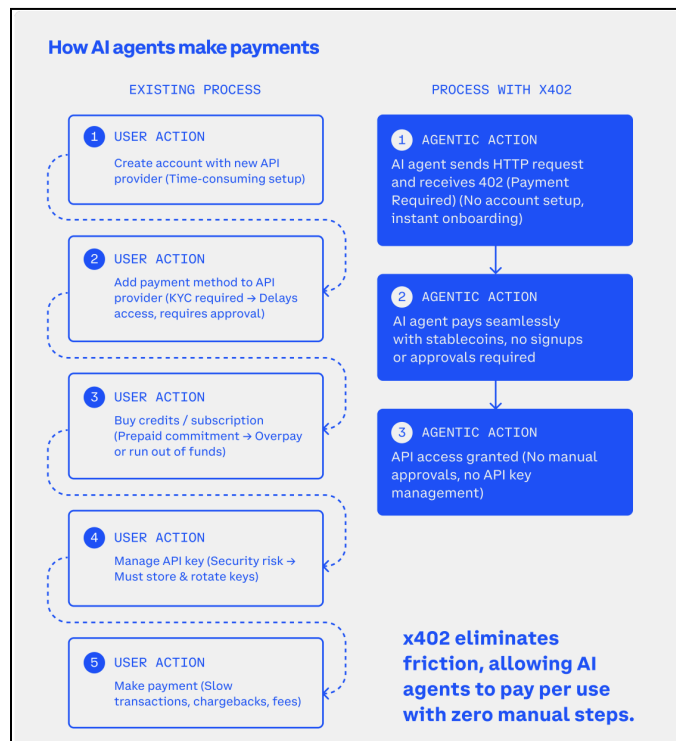 How AI agents make payments
EXISTING PROCESS
1 USER ACTION
Create account with new API
provider (Time-consuming setup)
2 USER ACTION
Add payment method to API
provider (KYC required → Delays
access, requires approval)
3 USER ACTION
Buy credits / subscription
(Prepaid commitment → Overpay
or run out of funds)
4 USER ACTION
Manage API key (Security risk →
Must store & rotate keys)
5 USER ACTION
Make payment (Slow
transactions, chargebacks, fees)
PROCESS WITH X402
1 AGENTIC ACTION
AI agent sends HTTP request
and receives 402 (Payment
Required) (No account setup,
instant onboarding)
2 AGENTIC ACTION
AI agent pays seamlessly
with stablecoins, no signups
or approvals required
3 AGENTIC ACTION
API access granted (No manual
approvals, no API key
management)
x402 eliminates
friction, allowing AI
agents to pay per use
with zero manual steps.